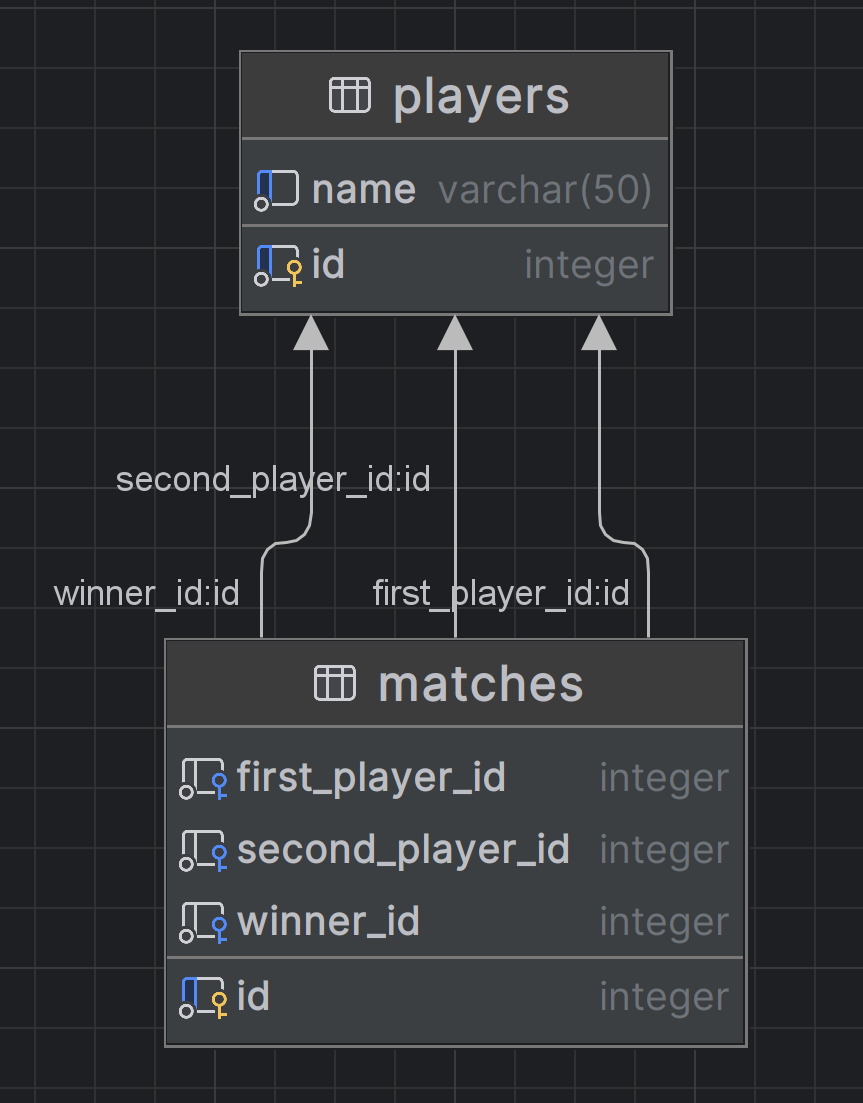 players
name varchar(50)
id integer
second_player_id:id
winner_id:id first_player_id:id
matches
first_player_id integer
second_player_id integer
winner_id integer
id integer